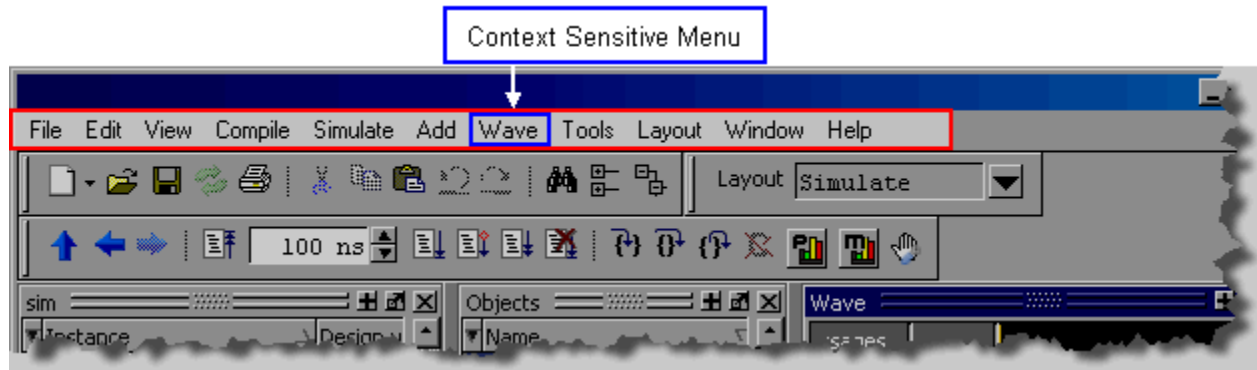 Context Sensitive Menu
File Edit View Compile Simulate Add Wave Tools Layout Window Help
Layout Simulate
100 ns
sim Objects Wave
Instance Design Name